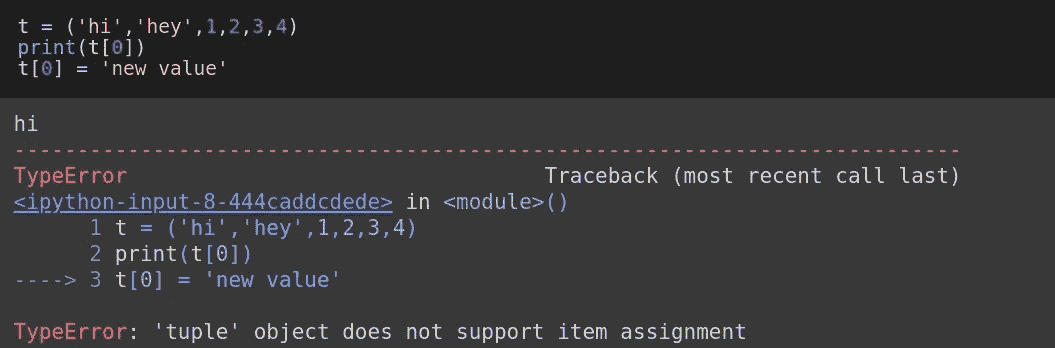 t = ('hi','hey',1,2,3,4)
print(t[0])
t[0] = 'new value'
hi
---------------------------------------------------------------------------
TypeError                                 Traceback (most recent call last)
<ipython-input-8-444caddcdede> in <module>()
      1 t = ('hi','hey',1,2,3,4)
      2 print(t[0])
----> 3 t[0] = 'new value'
TypeError: 'tuple' object does not support item assignment